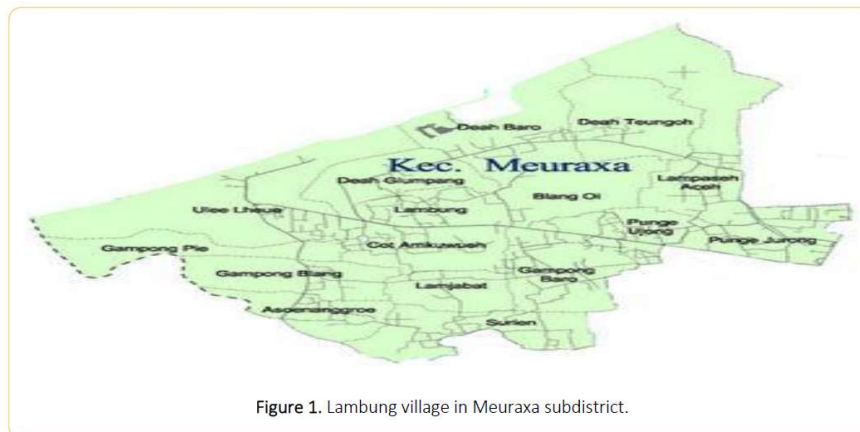 Deah Baro
Deah Teungoh
Kec. Meuraxa
Deah Glumpang
Lampaseh
Aceh
Blang Oi
Ulee Lheue
Lambung
Punge
Ujong
Punge Jurong
Gampong Pie
Cot Amkuwueh
Gampong Blang
Gampong
Baro
Lamjabat
Asoenanggroe
Surien
Figure 1. Lambung village in Meuraxa subdistrict.